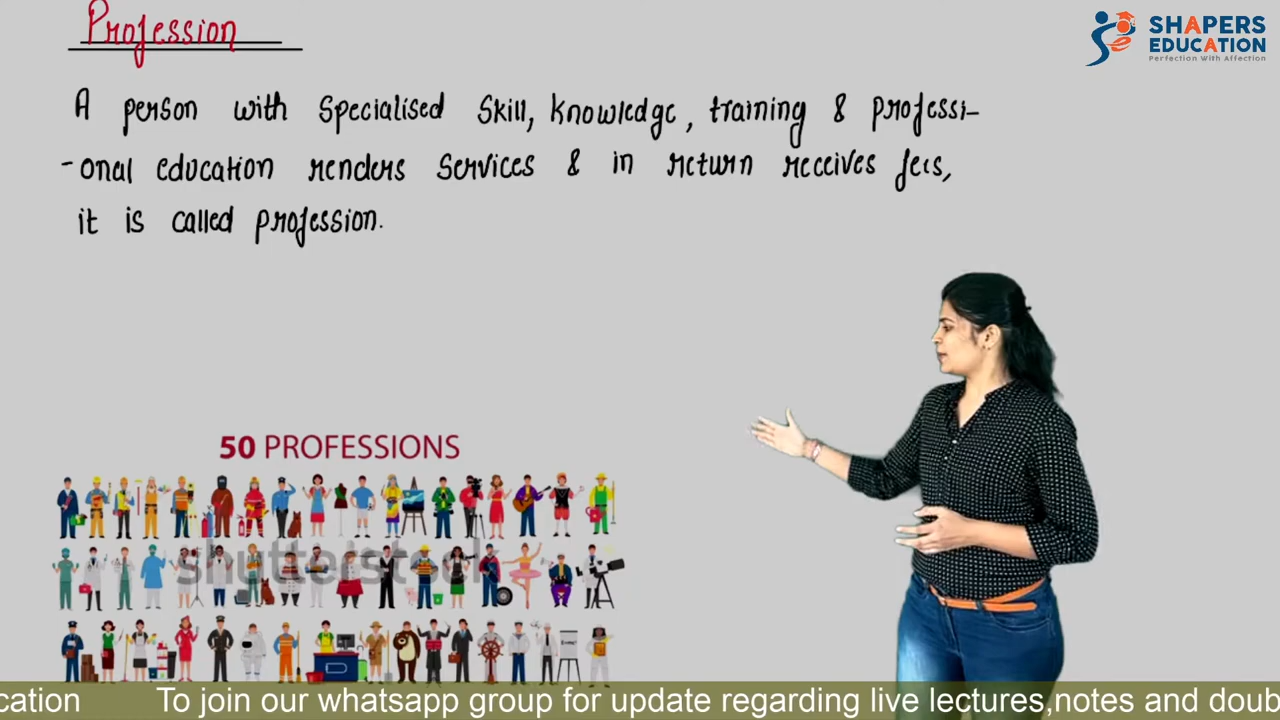 Profession
SHAPERS
EDUCATION
Perfection With Affection
A person with Specialised Skill, Knowledge, training & professi-
-onal education renders Services & in return receives fees,
it is called profession.
50 PROFESSIONS
shutterstock
cation To join our whatsapp group for update regarding live lectures,notes and doub